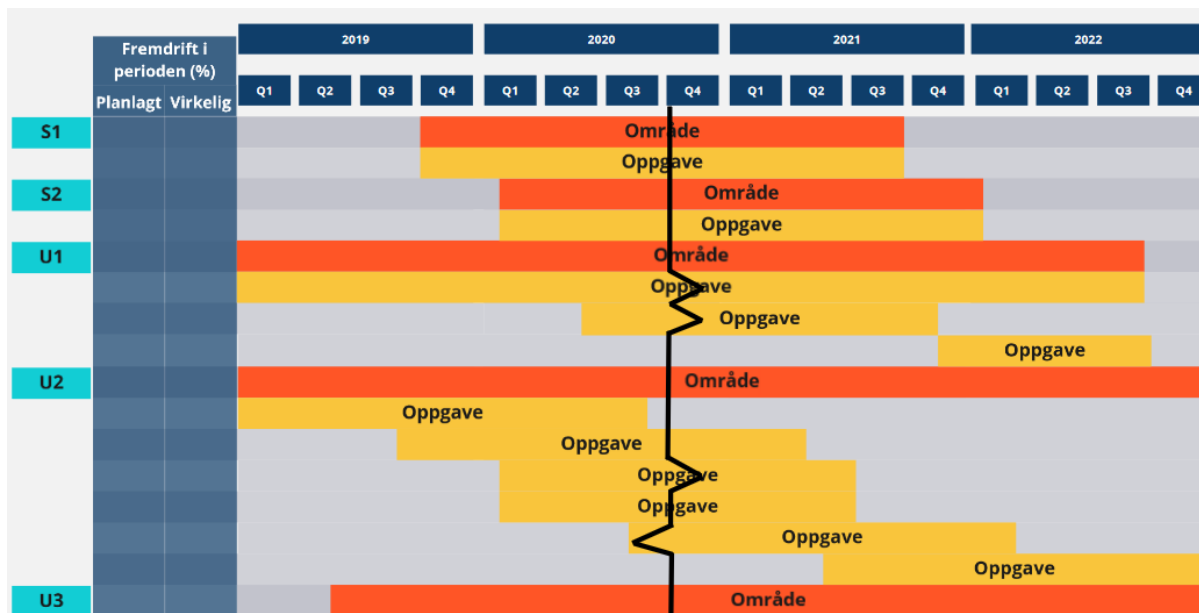 2019 2020 2021 2022
Fremdrift i
perioden (%)
Q1 Q2 Q3 Q4 Q1 Q2 Q3 Q4 Q1 Q2 Q3 Q4 Q1 Q2 Q3 Q4
Planlagt Virkelig
S1 Område
Oppgave
S2 Område
Oppgave
U1 Område
Oppgave
Oppgave
Oppgave
U2 Område
Oppgave
Oppgave
Oppgave
Oppgave
Oppgave
Oppgave
U3 Område